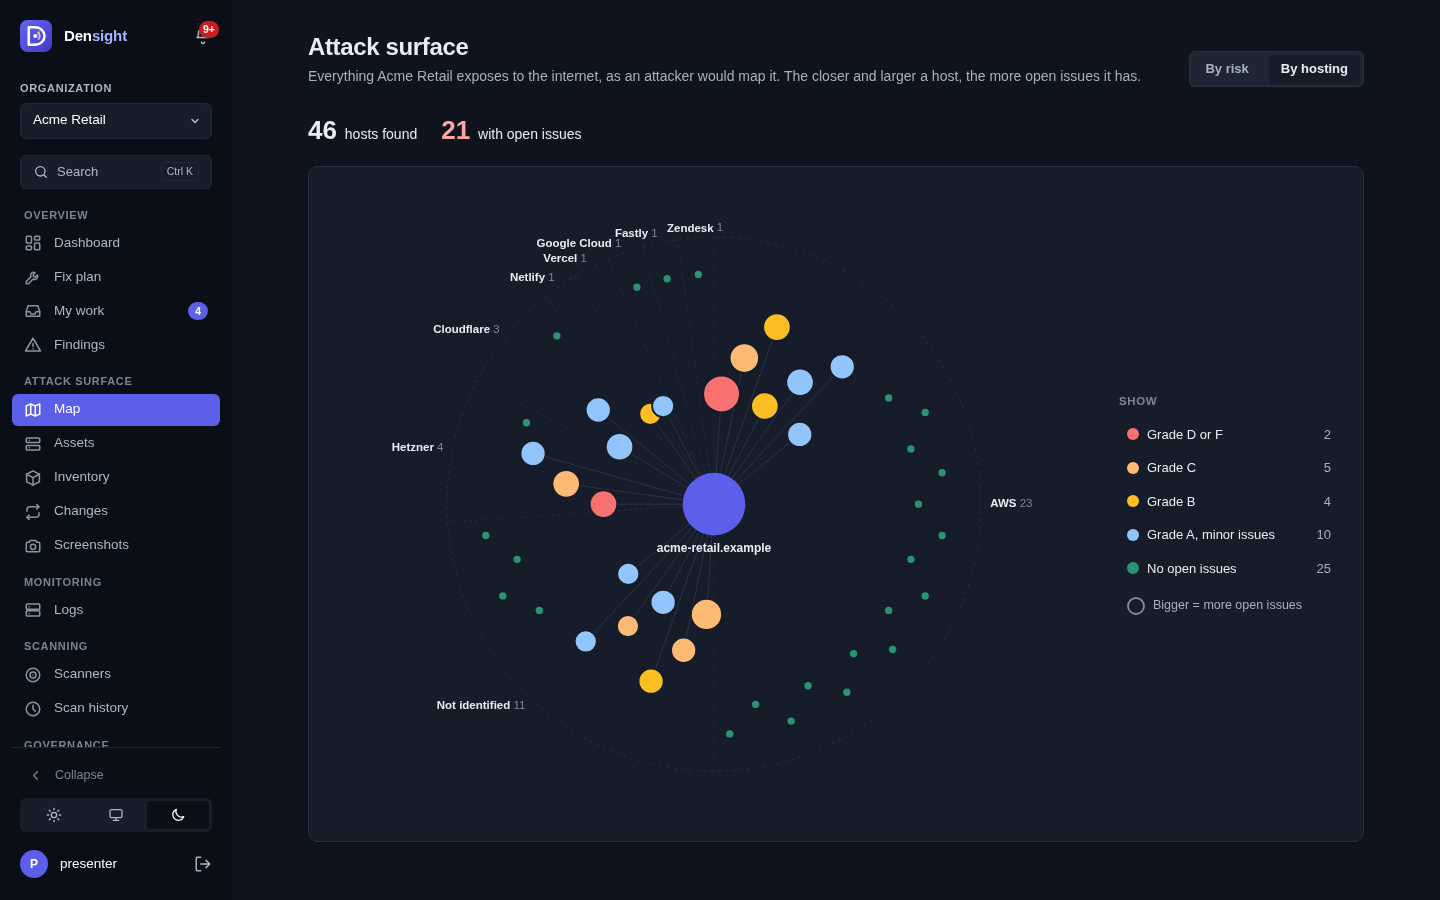 Densight
9+
ORGANIZATION
Acme Retail
Search Ctrl K
OVERVIEW
Dashboard
Fix plan
My work 4
Findings
ATTACK SURFACE
Map
Assets
Inventory
Changes
Screenshots
MONITORING
Logs
SCANNING
Scanners
Scan history
GOVERNANCE
Collapse
P presenter
Attack surface
Everything Acme Retail exposes to the internet, as an attacker would map it. The closer and larger a host, the more open issues it has.
By risk By hosting
46 hosts found 21 with open issues
Zendesk 1
Fastly 1
Google Cloud 1
Vercel 1
Netlify 1
Cloudflare 3
Hetzner 4
AWS 23
acme-retail.example
Not identified 11
SHOW
Grade D or F 2
Grade C 5
Grade B 4
Grade A, minor issues 10
No open issues 25
Bigger = more open issues